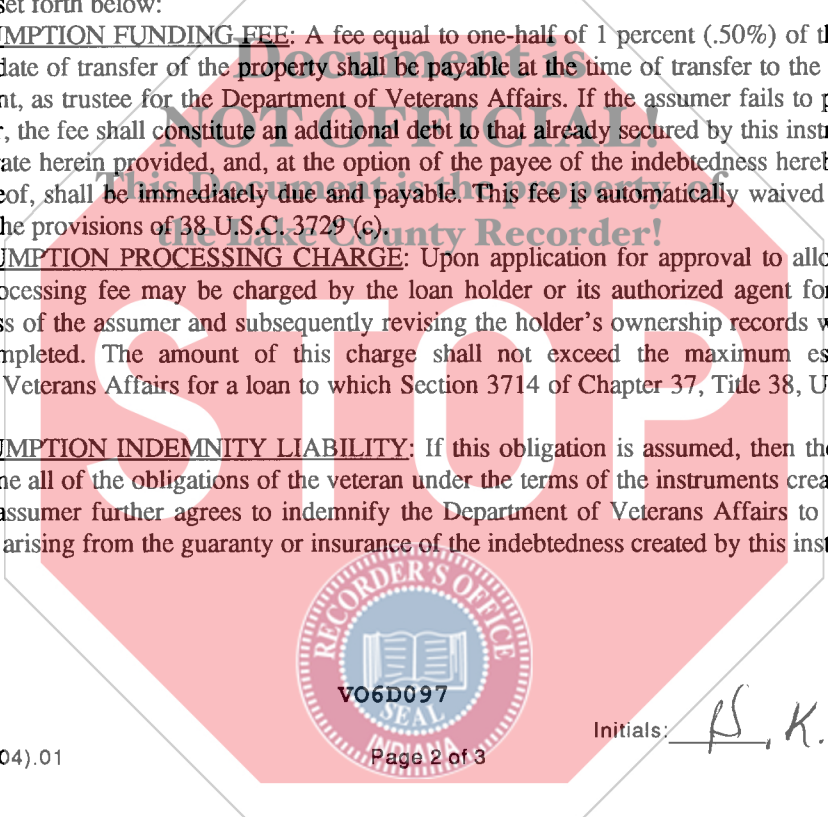 set forth below:
UMPTION FUNDING FEE: A fee equal to one-half of 1 percent (.50%) of th
date of transfer of the property shall be payable at the time of transfer to the
nt, as trustee for the Department of Veterans Affairs. If the assumer fails to p
r, the fee shall constitute an additional debt to that already secured by this instr
ate herein provided, and, at the option of the payee of the indebtedness hereb
eof, shall be immediately due and payable. This fee is automatically waived
he provisions of 38 U.S.C. 3729 (c).
Document is
NOT OFFICIAL!
This Document is the property of
the Lake County Recorder!
UMPTION PROCESSING CHARGE: Upon application for approval to allo
ocessing fee may be charged by the loan holder or its authorized agent for
ss of the assumer and subsequently revising the holder's ownership records w
mpleted. The amount of this charge shall not exceed the maximum es
Veterans Affairs for a loan to which Section 3714 of Chapter 37, Title 38, U
STOP
UMPTION INDEMNITY LIABILITY: If this obligation is assumed, then the
ne all of the obligations of the veteran under the terms of the instruments crea
assumer further agrees to indemnify the Department of Veterans Affairs to
arising from the guaranty or insurance of the indebtedness created by this inst
RECORDER'S OFFICE
SEAL
INDIANA
VO6D097
Initials: , K.
04).01
Page 2 of 3